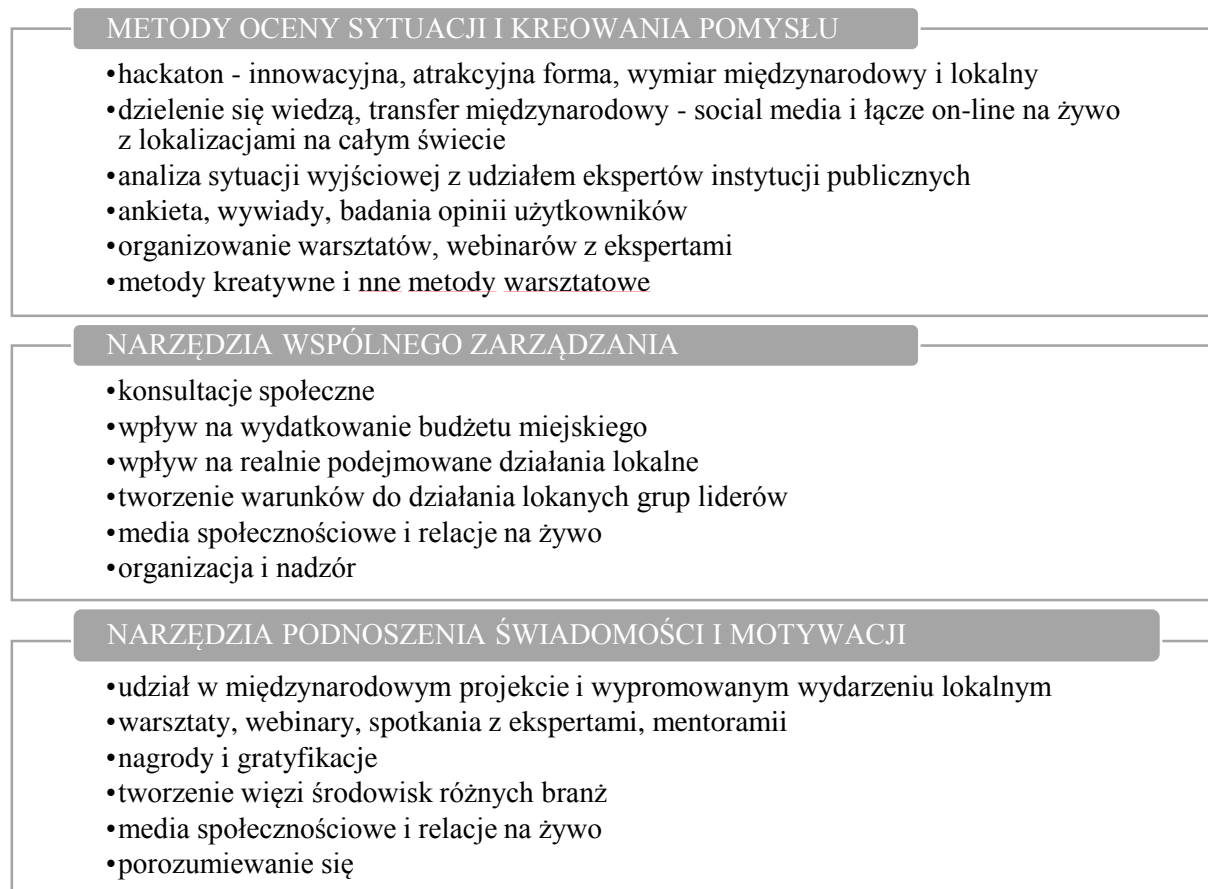 METODY OCENY SYTUACJI I KREOWANIA POMYSŁU
•hackaton - innowacyjna, atrakcyjna forma, wymiar międzynarodowy i lokalny
•dzielenie się wiedzą, transfer międzynarodowy - social media i łącze on-line na żywo
z lokalizacjami na całym świecie
•analiza sytuacji wyjściowej z udziałem ekspertów instytucji publicznych
•ankieta, wywiady, badania opinii użytkowników
•organizowanie warsztatów, webinarów z ekspertami
•metody kreatywne i nne metody warsztatowe
NARZĘDZIA WSPÓLNEGO ZARZĄDZANIA
•konsultacje społeczne
•wpływ na wydatkowanie budżetu miejskiego
•wpływ na realnie podejmowane działania lokalne
•tworzenie warunków do działania lokanych grup liderów
•media społecznościowe i relacje na żywo
•organizacja i nadzór
NARZĘDZIA PODNOSZENIA ŚWIADOMOŚCI I MOTYWACJI
•udział w międzynarodowym projekcie i wypromowanym wydarzeniu lokalnym
•warsztaty, webinary, spotkania z ekspertami, mentoramii
•nagrody i gratyfikacje
•tworzenie więzi środowisk różnych branż
•media społecznościowe i relacje na żywo
•porozumiewanie się